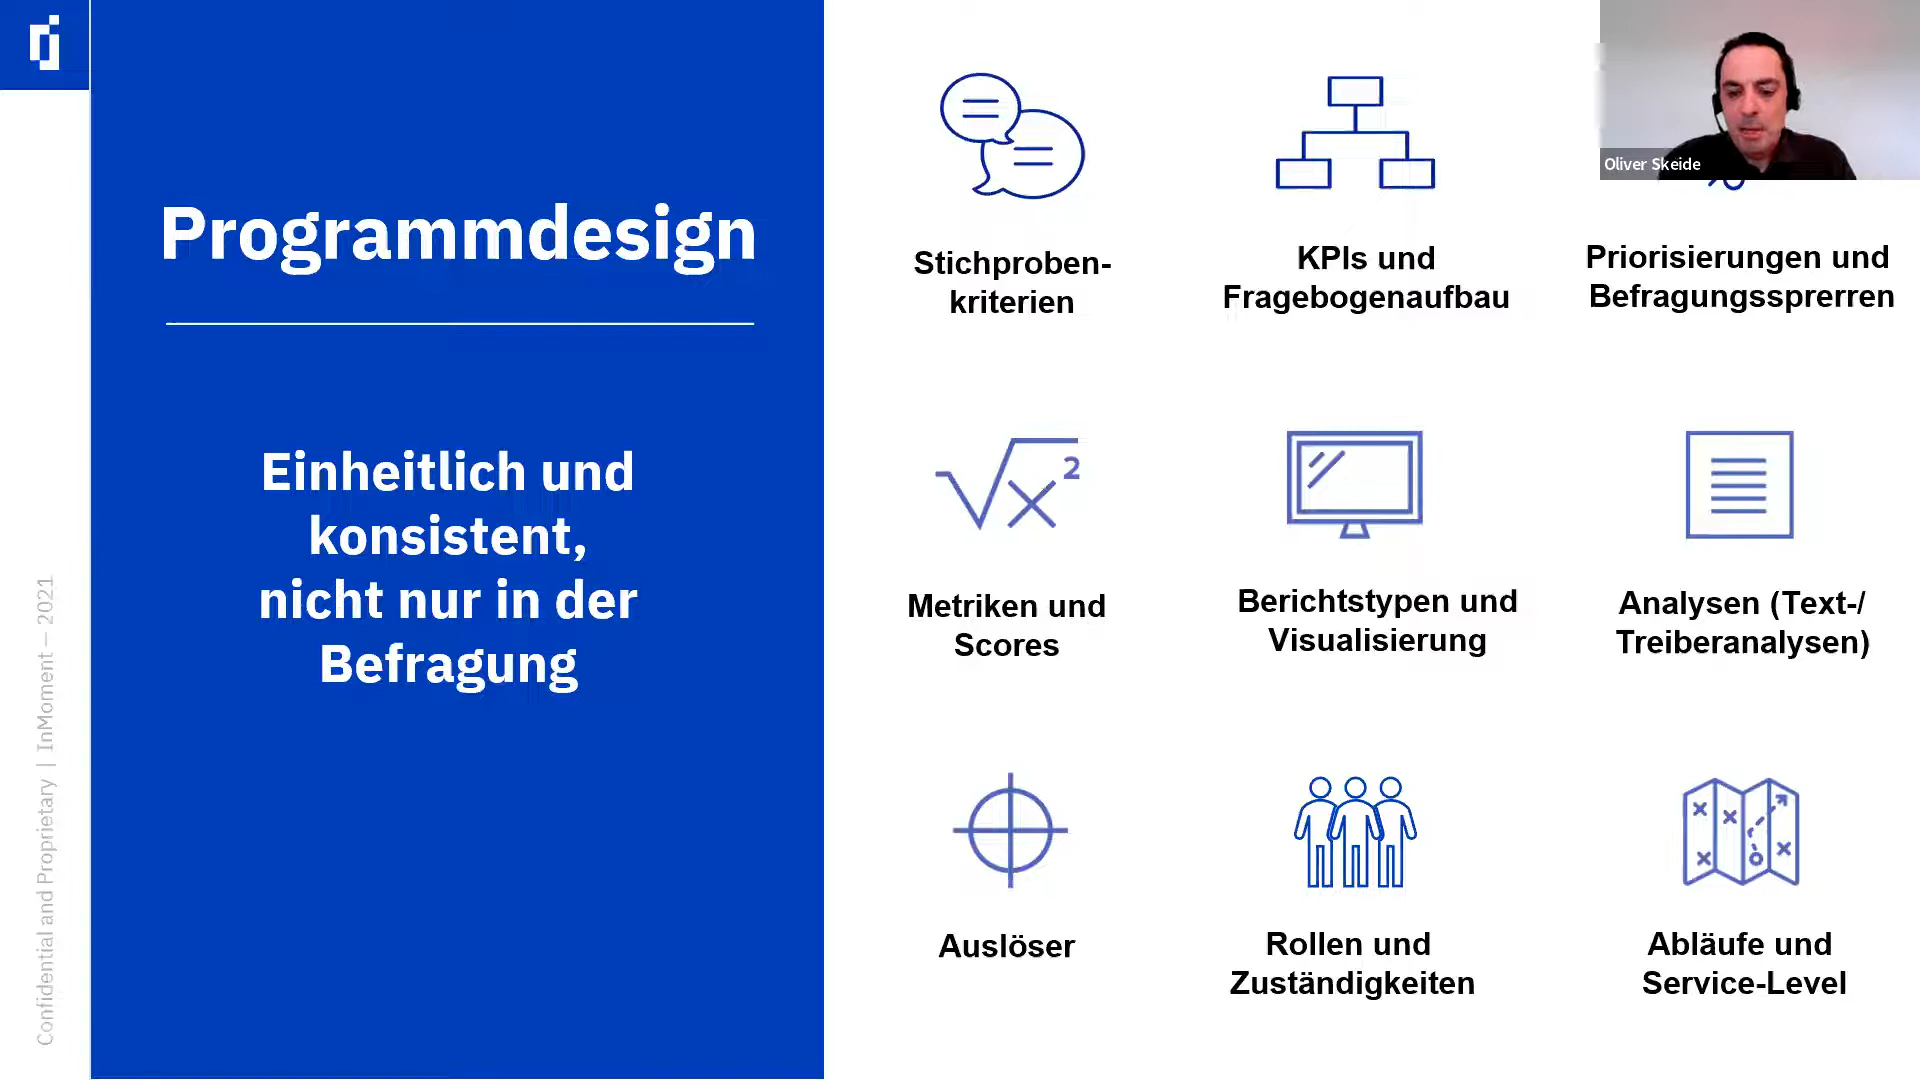 Programmdesign
Einheitlich und
konsistent,
nicht nur in der
Befragung
Confidential and Proprietary | InMoment – 2021
Oliver Skeide
Stichproben-
kriterien
KPIs und
Fragebogenaufbau
Priorisierungen und
Befragungssprerren
Metriken und
Scores
Berichtstypen und
Visualisierung
Analysen (Text-/
Treiberanalysen)
Auslöser
Rollen und
Zuständigkeiten
Abläufe und
Service-Level